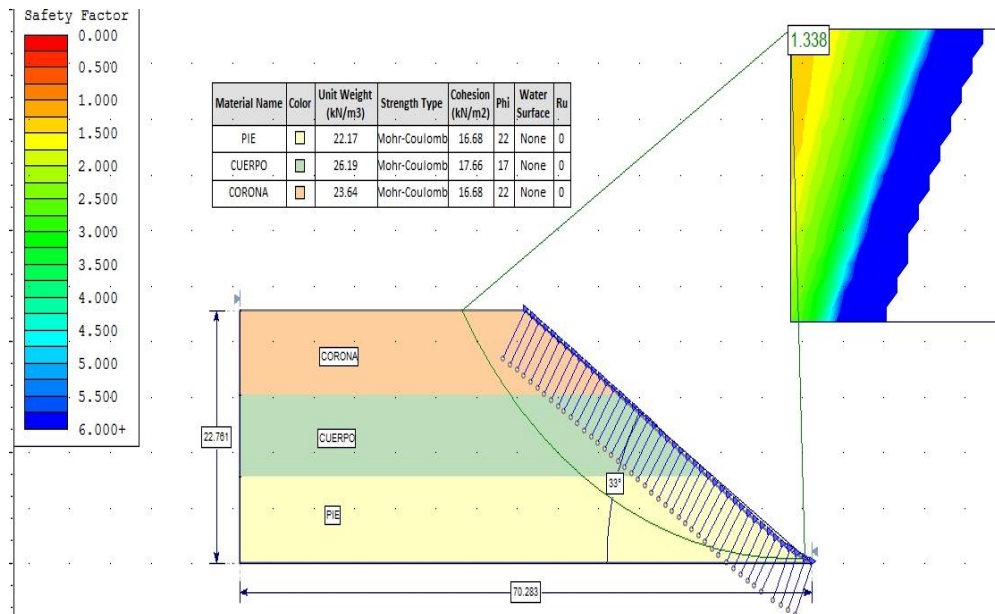 Safety Factor
0.000
0.500
1.000
1.500
2.000
2.500
3.000
3.500
4.000
4.500
5.000
5.500
6.000+
1.338
Material Name Color Unit Weight (kN/m3) Strength Type Cohesion (kN/m2) Phi Water Surface Ru
PIE 22.17 Mohr-Coulomb 16.68 22 None 0
CUERPO 26.19 Mohr-Coulomb 17.66 17 None 0
CORONA 23.64 Mohr-Coulomb 16.68 22 None 0
CORONA
CUERPO
PIE
22.761
33°
70.283